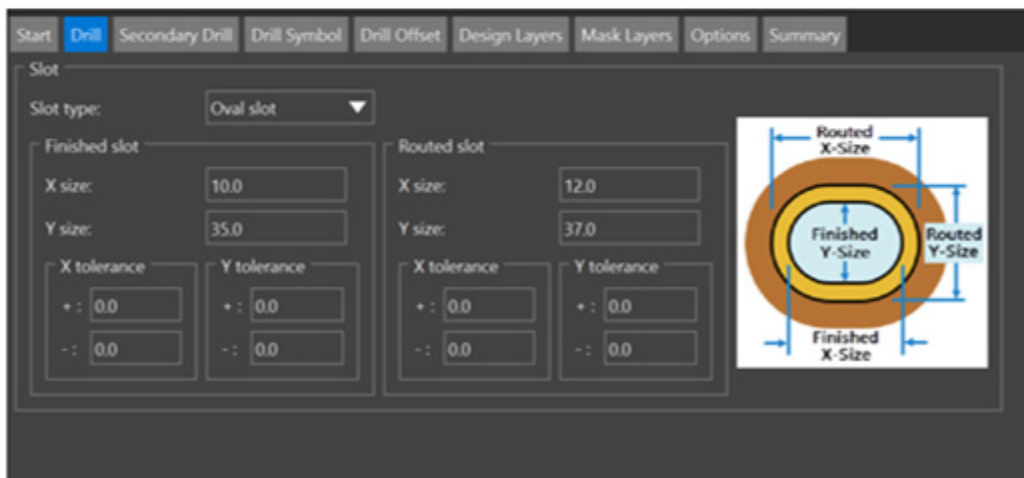 Start Drill Secondary Drill Drill Symbol Drill Offset Design Layers Mask Layers Options Summary
Slot
Slot type: Oval slot
Finished slot
X size: 10.0
Y size: 35.0
X tolerance Y tolerance
+ : 0.0 + : 0.0
- : 0.0 - : 0.0
Routed slot
X size: 12.0
Y size: 37.0
X tolerance Y tolerance
+ : 0.0 + : 0.0
- : 0.0 - : 0.0
Routed
X-Size
Finished
Y-Size
Routed
Y-Size
Finished
X-Size